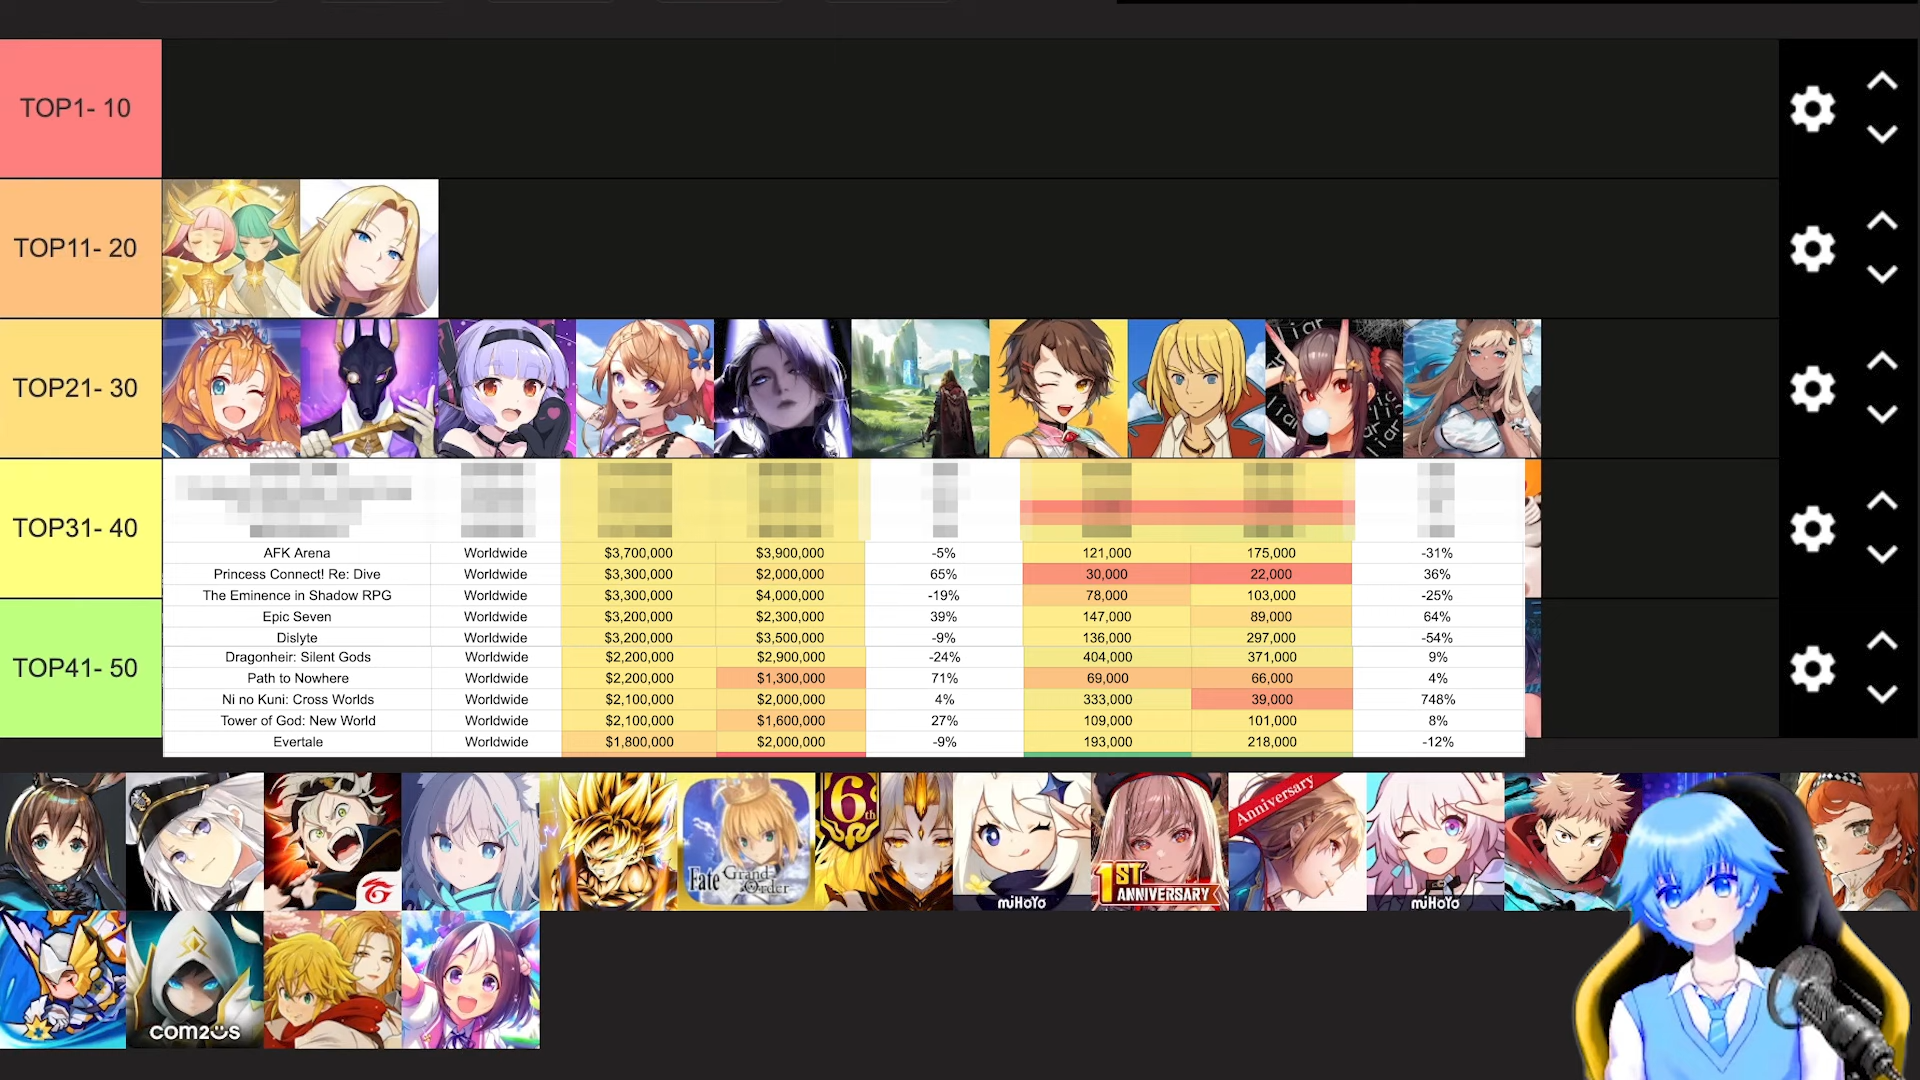 TOP1- 10
TOP11- 20
TOP21- 30
liar
liar
liar
TOP31- 40
AFK Arena Worldwide $3,700,000 $3,900,000 -5% 121,000 175,000 -31%
Princess Connect! Re: Dive Worldwide $3,300,000 $2,000,000 65% 30,000 22,000 36%
The Eminence in Shadow RPG Worldwide $3,300,000 $4,000,000 -19% 78,000 103,000 -25%
Epic Seven Worldwide $3,200,000 $2,300,000 39% 147,000 89,000 64%
Dislyte Worldwide $3,200,000 $3,500,000 -9% 136,000 297,000 -54%
TOP41- 50
Dragonheir: Silent Gods Worldwide $2,200,000 $2,900,000 -24% 404,000 371,000 9%
Path to Nowhere Worldwide $2,200,000 $1,300,000 71% 69,000 66,000 4%
Ni no Kuni: Cross Worlds Worldwide $2,100,000 $2,000,000 4% 333,000 39,000 748%
Tower of God: New World Worldwide $2,100,000 $1,600,000 27% 109,000 101,000 8%
Evertale Worldwide $1,800,000 $2,000,000 -9% 193,000 218,000 -12%
Fate Grand Order
6th
miHoYo
1ST ANNIVERSARY
Anniversary
miHoYo
COM2US